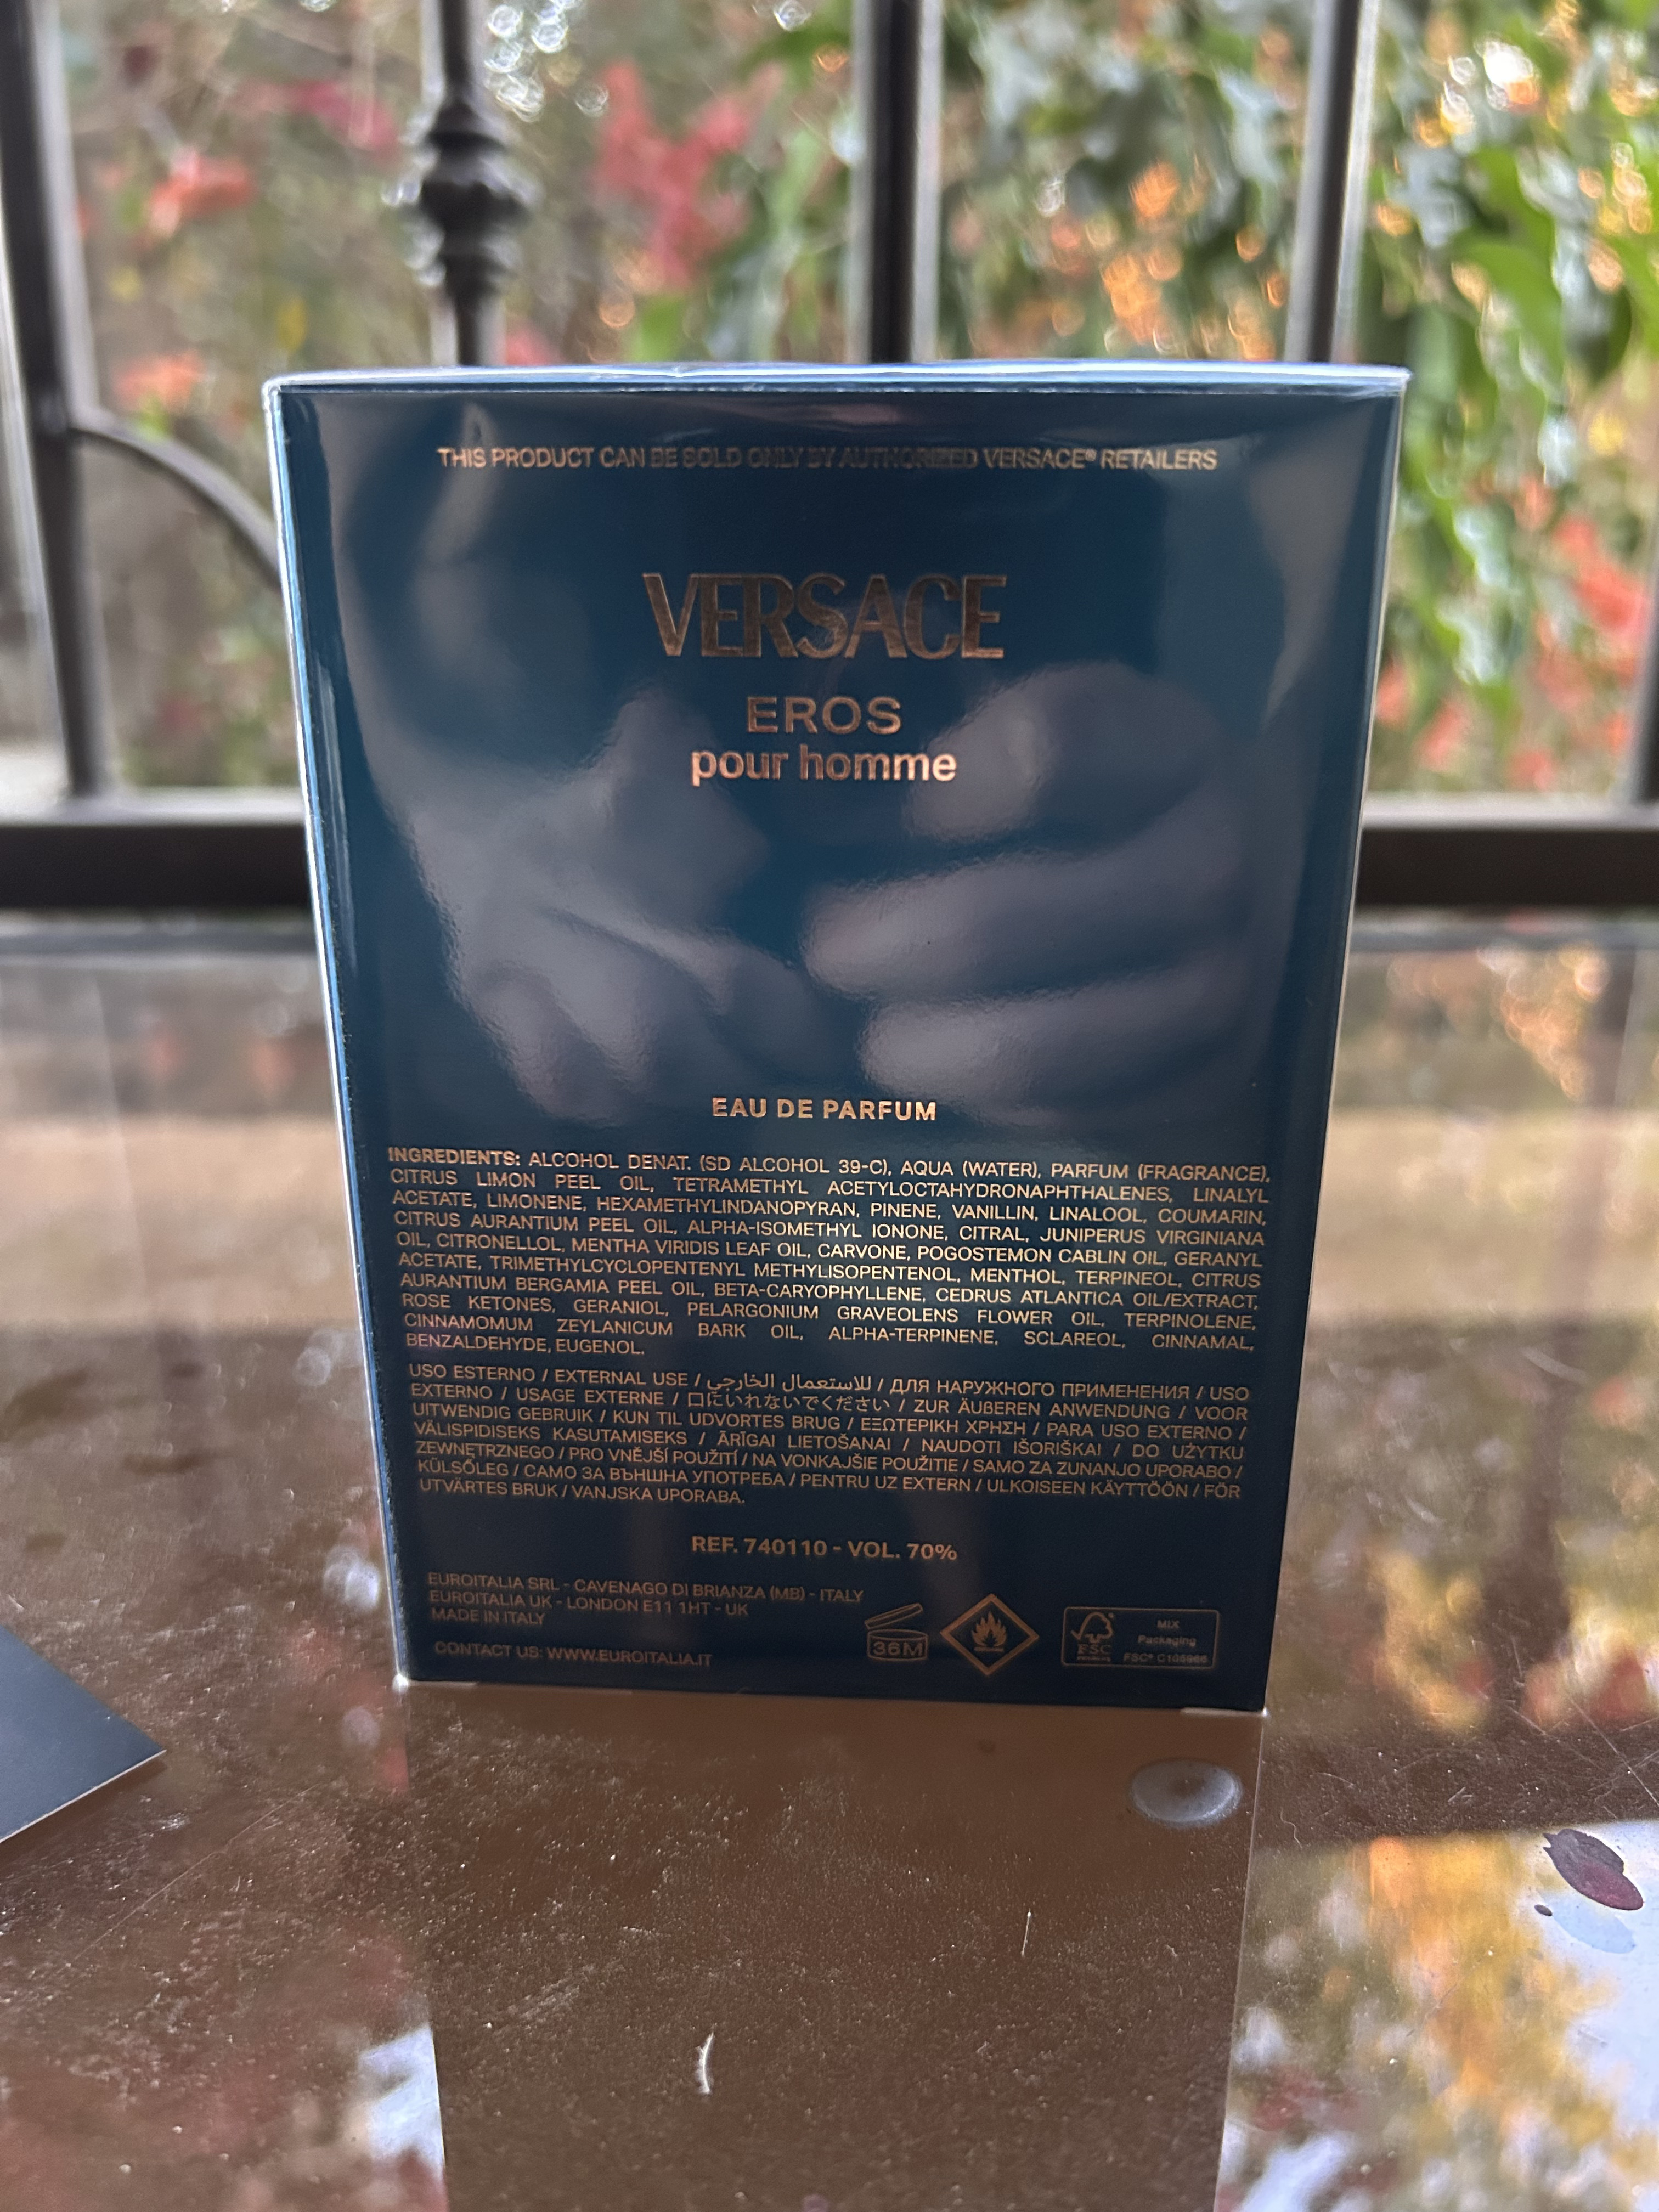 THIS PRODUCT CAN BE SOLD ONLY BY AUTHORIZED VERSACE® RETAILERS
VERSACE
EROS
pour homme
EAU DE PARFUM
INGREDIENTS: ALCOHOL DENAT. (SD ALCOHOL 39-C), AQUA (WATER), PARFUM (FRAGRANCE),
CITRUS LIMON PEEL OIL, TETRAMETHYL ACETYLOCTAHYDRONAPHTHALENES, LINALYL
ACETATE, LIMONENE, HEXAMETHYLINDANOPYRAN, PINENE, VANILLIN, LINALOOL, COUMARIN,
CITRUS AURANTIUM PEEL OIL, ALPHA-ISOMETHYL IONONE, CITRAL, JUNIPERUS VIRGINIANA
OIL, CITRONELLOL, MENTHA VIRIDIS LEAF OIL, CARVONE, POGOSTEMON CABLIN OIL, GERANYL
ACETATE, TRIMETHYLCYCLOPENTENYL METHYLISOPENTENOL, MENTHOL, TERPINEOL, CITRUS
AURANTIUM BERGAMIA PEEL OIL, BETA-CARYOPHYLLENE, CEDRUS ATLANTICA OIL/EXTRACT,
ROSE KETONES, GERANIOL, PELARGONIUM GRAVEOLENS FLOWER OIL, TERPINOLENE,
CINNAMOMUM ZEYLANICUM BARK OIL, ALPHA-TERPINENE, SCLAREOL, CINNAMAL,
BENZALDEHYDE, EUGENOL.
USO ESTERNO / EXTERNAL USE / للاستعمال الخارجي / ДЛЯ НАРУЖНОГО ПРИМЕНЕНИЯ / USO
EXTERNO / USAGE EXTERNE / 口にいれないでください / ZUR ÄUßEREN ANWENDUNG / VOOR
UITWENDIG GEBRUIK / KUN TIL UDVORTES BRUG / ΕΞΩΤΕΡΙΚΗ ΧΡΗΣΗ / PARA USO EXTERNO /
VÄLISPIDISEKS KASUTAMISEKS / ĀRĪGAI LIETOŠANAI / NAUDOTI IŠORIŠKAI / DO UŻYTKU
ZEWNĘTRZNEGO / PRO VNĚJŠÍ POUŽITÍ / NA VONKAJŠIE POUŽITIE / SAMO ZA ZUNANJO UPORABO /
KÜLSŐLEG / САМО ЗА ВЪНШНА УПОТРЕБА / PENTRU UZ EXTERN / ULKOISEEN KÄYTTÖÖN / FÖR
UTVÄRTES BRUK / VANJSKA UPORABA.
REF. 740110 - VOL. 70%
EUROITALIA SRL - CAVENAGO DI BRIANZA (MB) - ITALY
EUROITALIA UK - LONDON E11 1HT - UK
MADE IN ITALY
CONTACT US: WWW.EUROITALIA.IT
36M
FSC
MIX
Packaging
FSC®